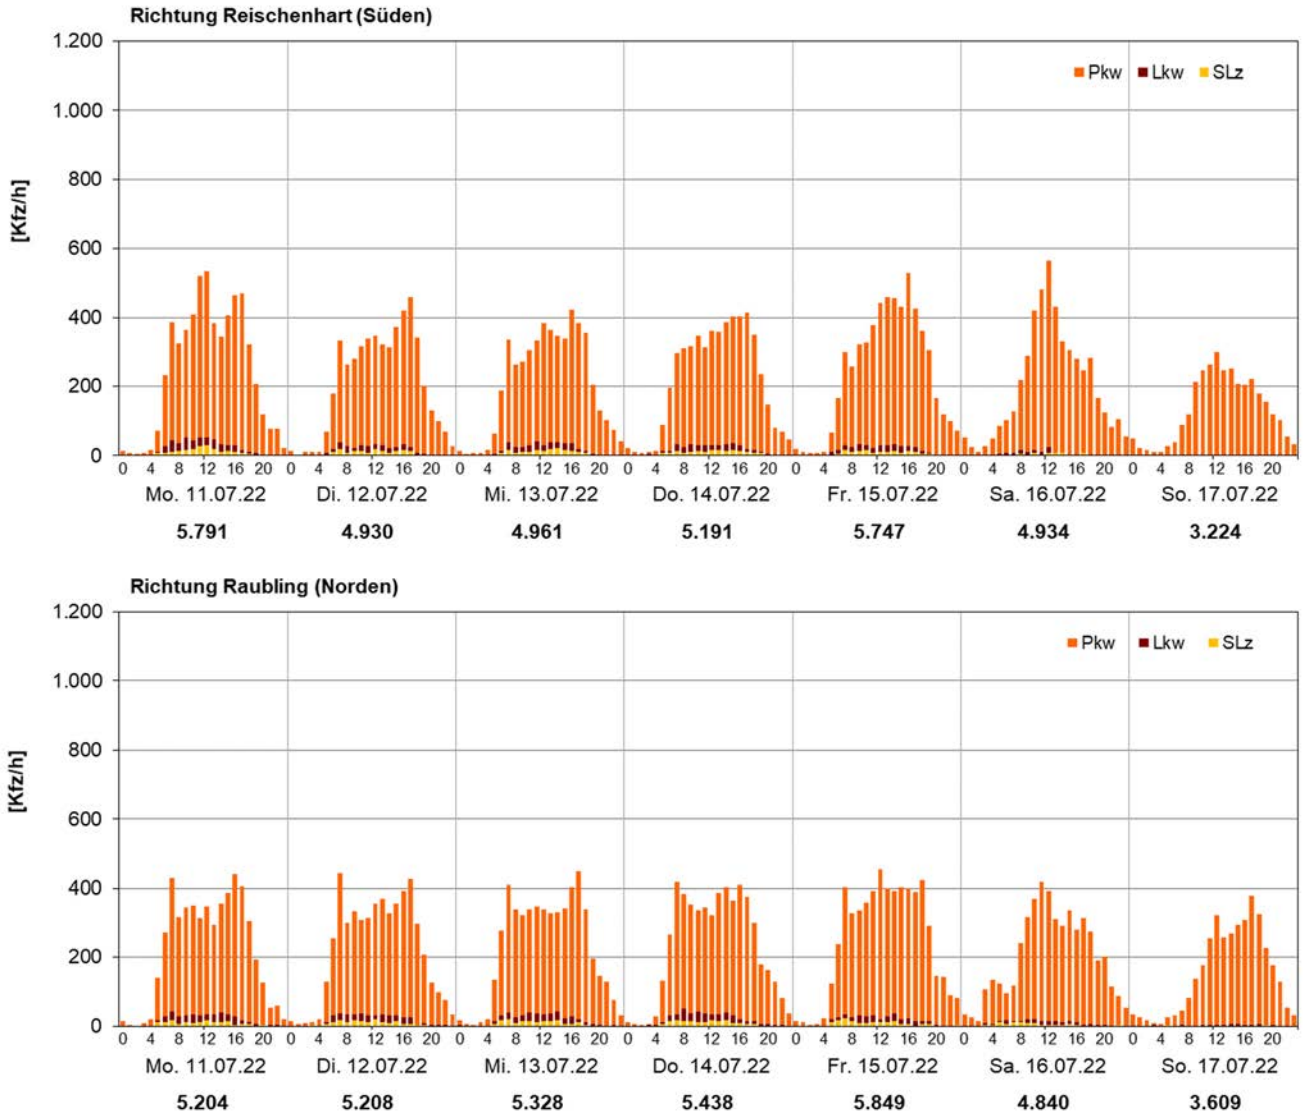 Richtung Reischenhart (Süden)
1.200
Pkw Lkw SLz
1.000
800
[Kfz/h]
600
400
200
0
0 4 8 12 16 20 0 4 8 12 16 20 0 4 8 12 16 20 0 4 8 12 16 20 0 4 8 12 16 20 0 4 8 12 16 20 0 4 8 12 16 20
Mo. 11.07.22 Di. 12.07.22 Mi. 13.07.22 Do. 14.07.22 Fr. 15.07.22 Sa. 16.07.22 So. 17.07.22
5.791 4.930 4.961 5.191 5.747 4.934 3.224
Richtung Raubling (Norden)
1.200
Pkw Lkw SLz
1.000
800
[Kfz/h]
600
400
200
0
0 4 8 12 16 20 0 4 8 12 16 20 0 4 8 12 16 20 0 4 8 12 16 20 0 4 8 12 16 20 0 4 8 12 16 20 0 4 8 12 16 20
Mo. 11.07.22 Di. 12.07.22 Mi. 13.07.22 Do. 14.07.22 Fr. 15.07.22 Sa. 16.07.22 So. 17.07.22
5.204 5.208 5.328 5.438 5.849 4.840 3.609